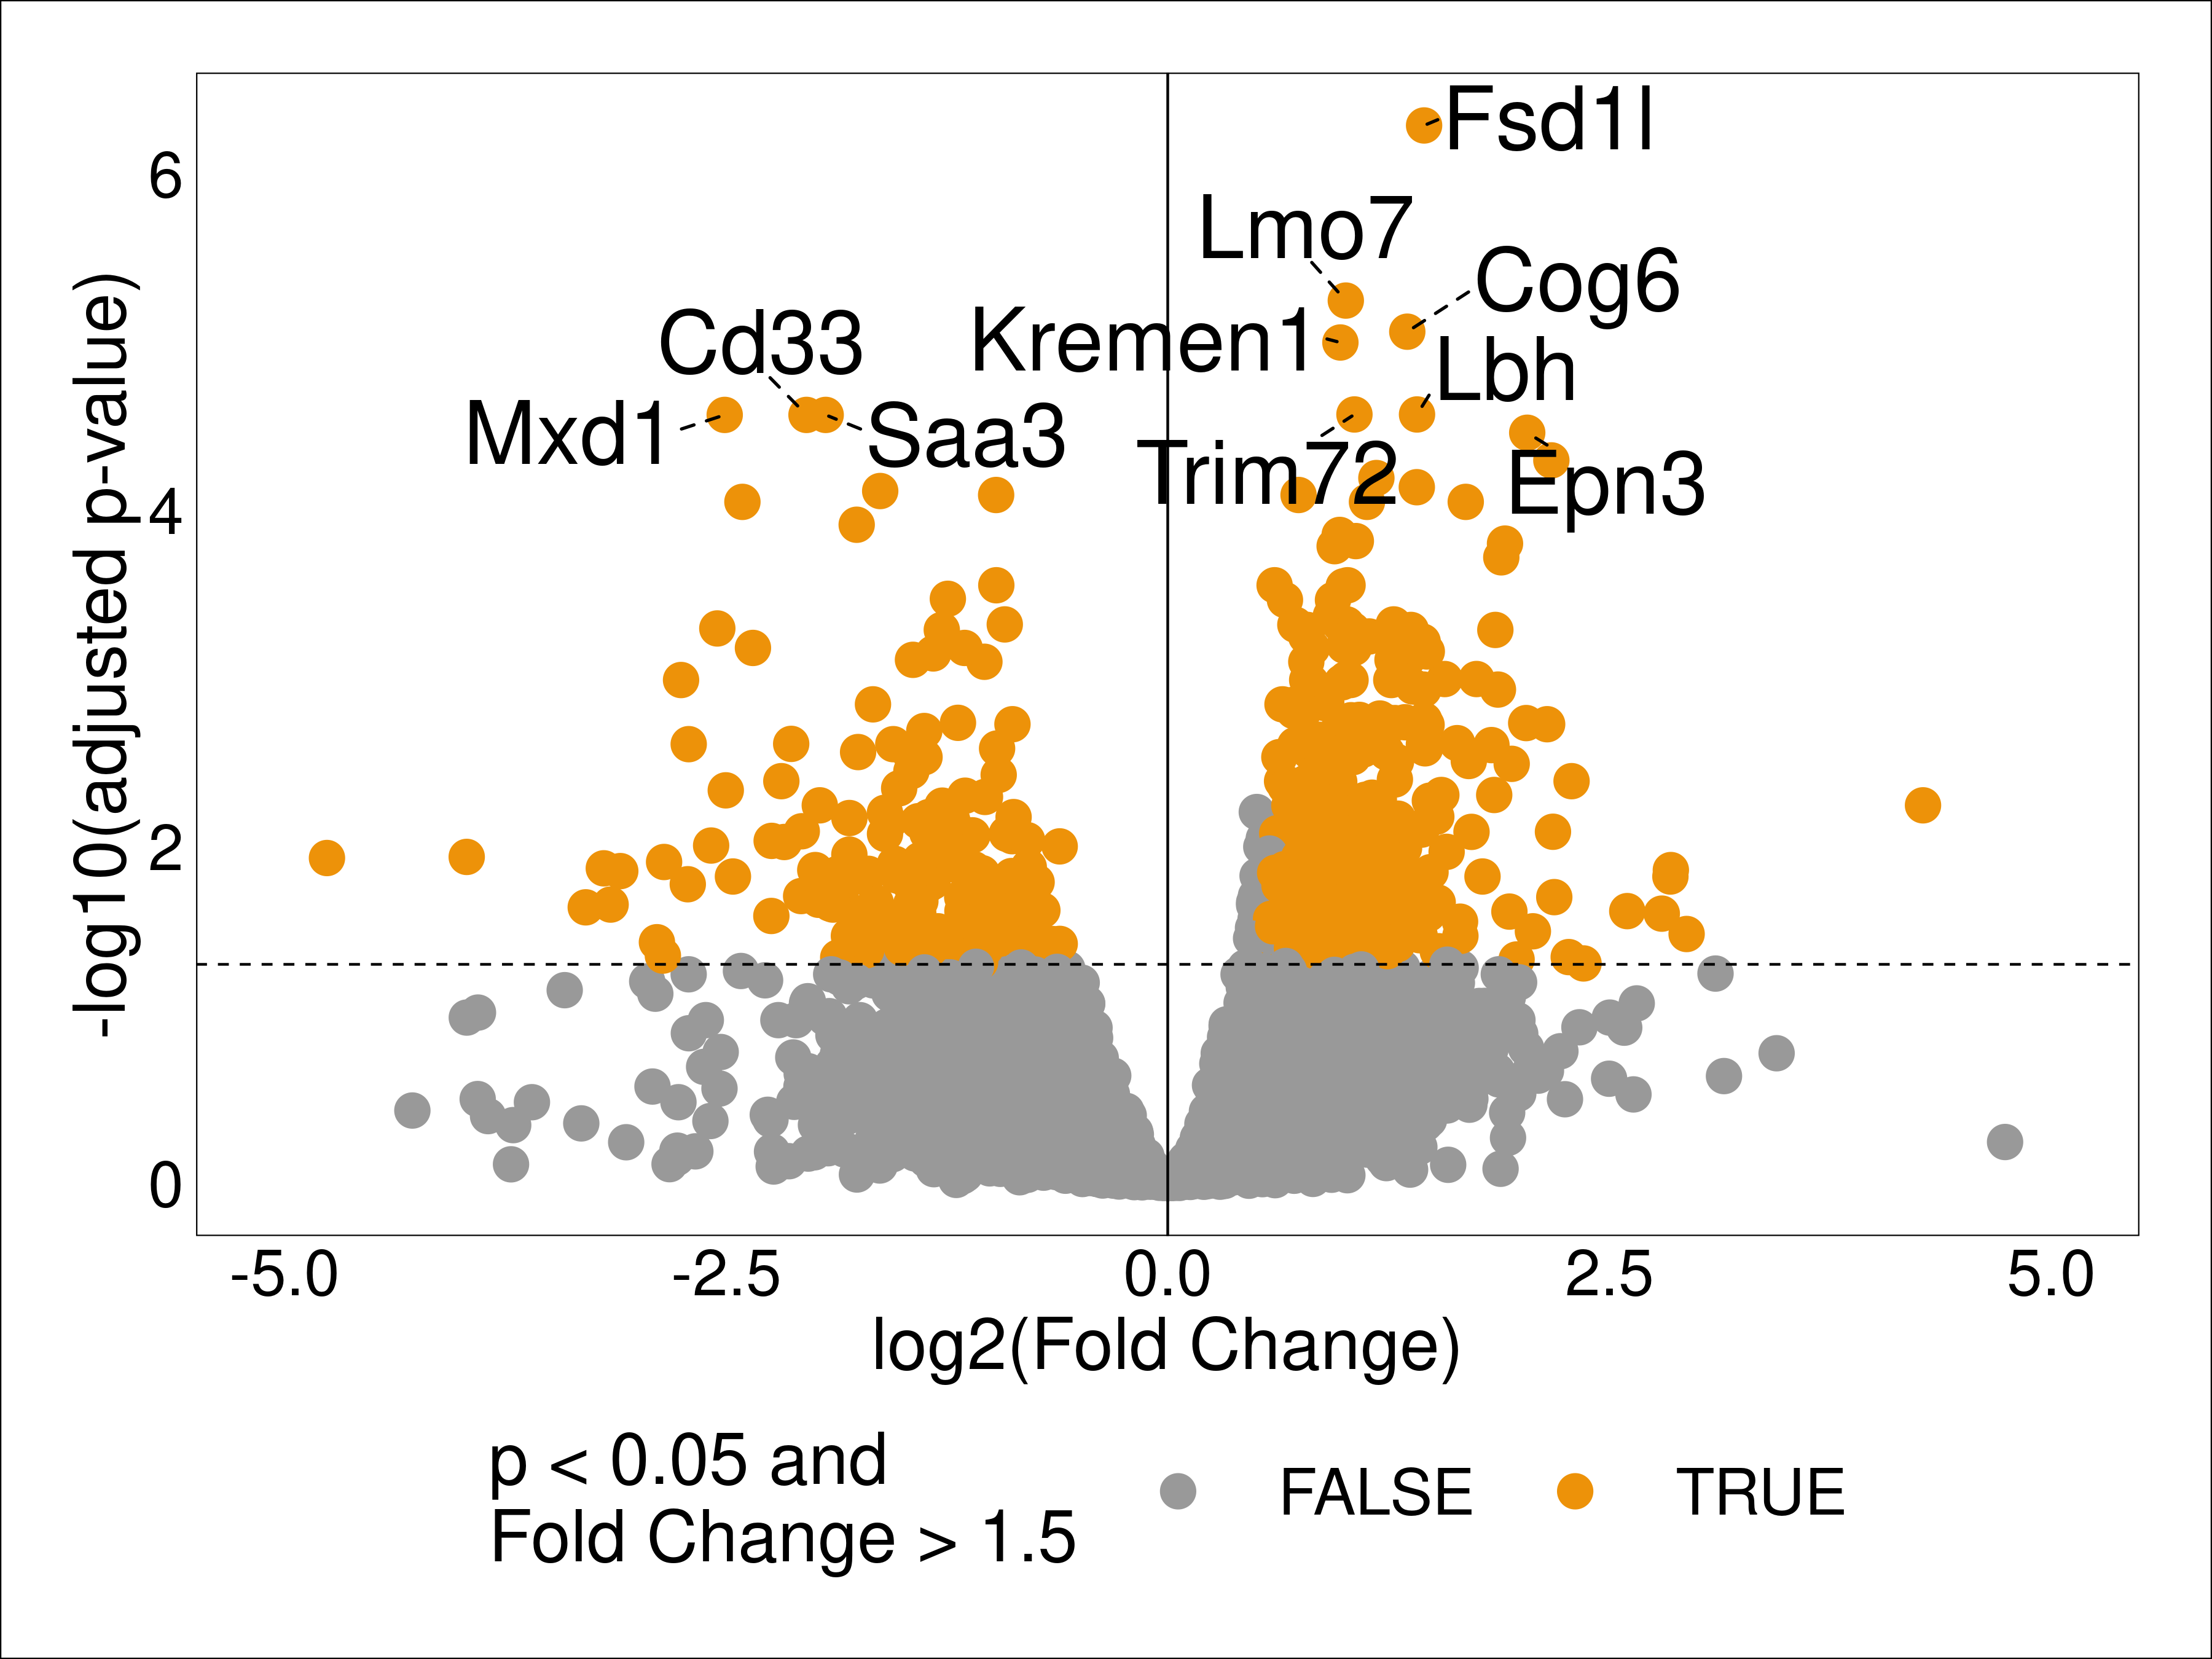 Fsd1l
6
Lmo7
Cog6
Cd33
Kremen1
Lbh
Mxd1
Saa3
Trim72
Epn3
4
-log10(adjusted p-value)
2
0
-5.0
-2.5
0.0
2.5
5.0
log2(Fold Change)
p < 0.05 and
Fold Change > 1.5
FALSE
TRUE